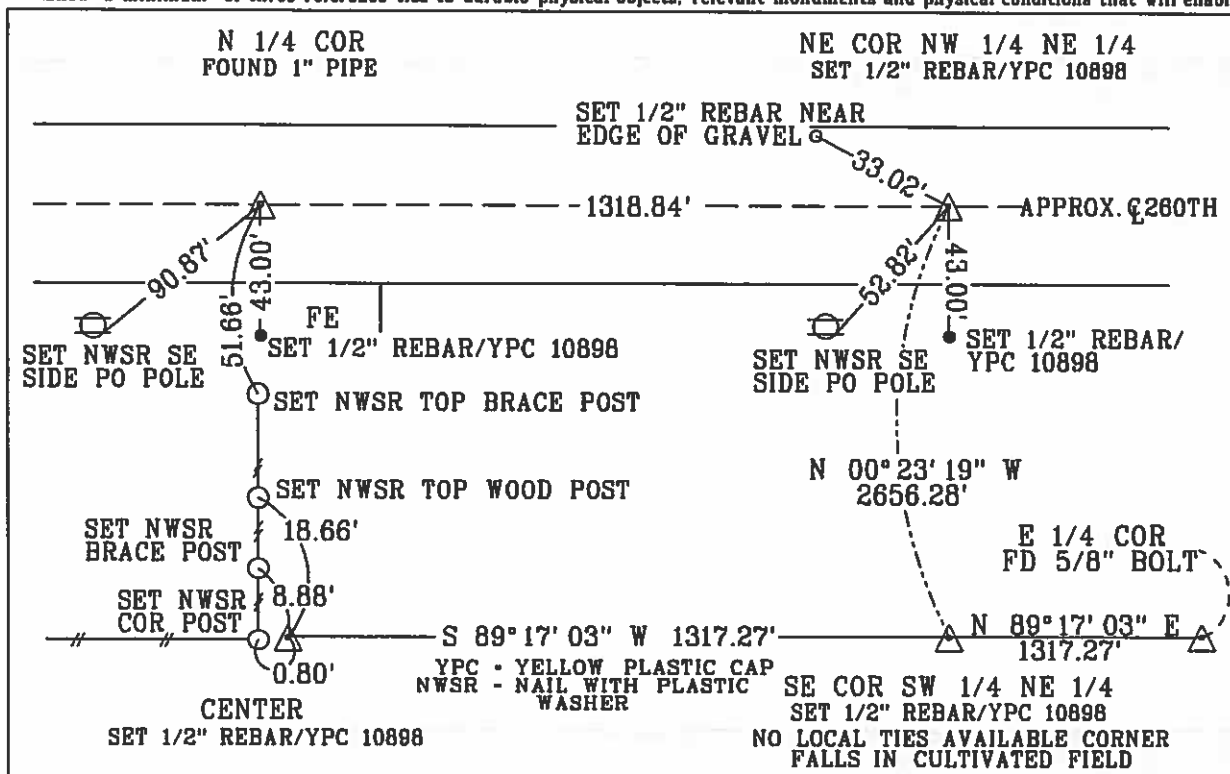 N 1/4 COR
FOUND 1" PIPE
NE COR NW 1/4 NE 1/4
SET 1/2" REBAR/YPC 10898
SET 1/2" REBAR NEAR
EDGE OF GRAVEL
33.02'
1318.84'
APPROX. ℄ 260TH
90.87'
43.00'
51.66'
52.82'
43.00'
FE
SET 1/2" REBAR/YPC 10898
SET NWSR SE
SIDE PO POLE
SET NWSR SE
SIDE PO POLE
SET 1/2" REBAR/
YPC 10898
SET NWSR TOP BRACE POST
SET NWSR TOP WOOD POST
N 00° 23' 19" W
2656.28'
18.66'
SET NWSR
BRACE POST
E 1/4 COR
FD 5/8" BOLT
8.88'
SET NWSR
COR POST
S 89° 17' 03" W 1317.27'
N 89° 17' 03" E
1317.27'
0.80'
YPC - YELLOW PLASTIC CAP
NWSR - NAIL WITH PLASTIC
WASHER
CENTER
SET 1/2" REBAR/YPC 10898
SE COR SW 1/4 NE 1/4
SET 1/2" REBAR/YPC 10898
NO LOCAL TIES AVAILABLE CORNER
FALLS IN CULTIVATED FIELD